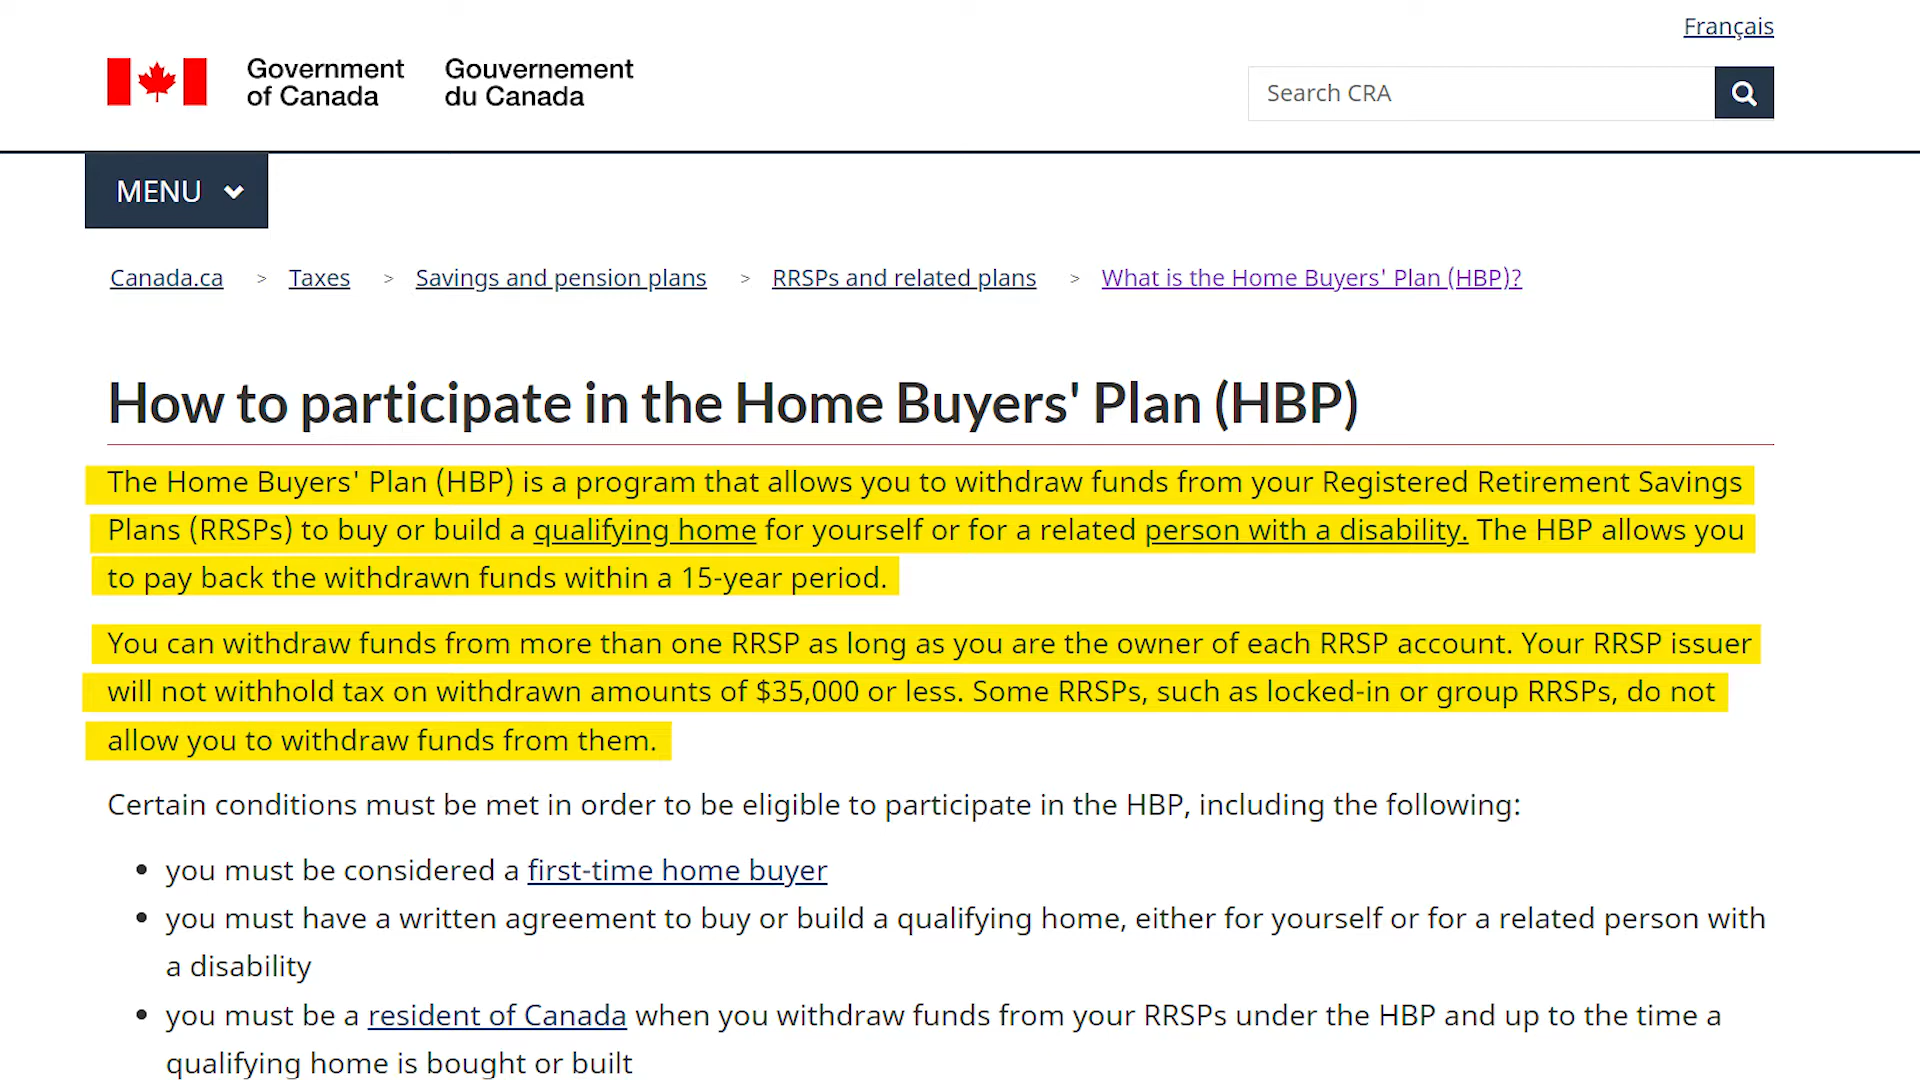 Français
Government of Canada
Gouvernement du Canada
Search CRA
MENU
Canada.ca > Taxes > Savings and pension plans > RRSPs and related plans > What is the Home Buyers' Plan (HBP)?
How to participate in the Home Buyers' Plan (HBP)
The Home Buyers' Plan (HBP) is a program that allows you to withdraw funds from your Registered Retirement Savings
Plans (RRSPs) to buy or build a qualifying home for yourself or for a related person with a disability. The HBP allows you
to pay back the withdrawn funds within a 15-year period.
You can withdraw funds from more than one RRSP as long as you are the owner of each RRSP account. Your RRSP issuer
will not withhold tax on withdrawn amounts of $35,000 or less. Some RRSPs, such as locked-in or group RRSPs, do not
allow you to withdraw funds from them.
Certain conditions must be met in order to be eligible to participate in the HBP, including the following:
• you must be considered a first-time home buyer
• you must have a written agreement to buy or build a qualifying home, either for yourself or for a related person with
a disability
• you must be a resident of Canada when you withdraw funds from your RRSPs under the HBP and up to the time a
qualifying home is bought or built